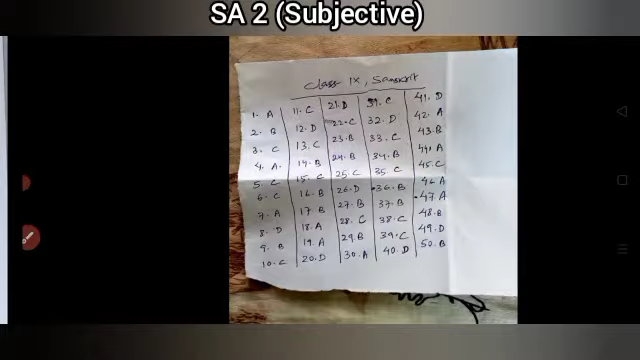 SA 2 (Subjective)
Class IX, Sanskrit
1. A
2. B
3. C
4. A.
5. C
6. C
7. A
8. D
9. B
10. C
11. C
12. D
13. C
14. B
15. C
16. B
17. B
18. A
19. A
20. D
21. D
22. C
23. B
24. B
25. C
26. D
27. B
28. C
29. B
30. A
31. C
32. D
33. C
34. B
35. C
36. B
37. B
38. C
39. C
40. D
41. D
42. A
43. B
44. A
45. C
46. A
47. A
48. B
49. D
50. B